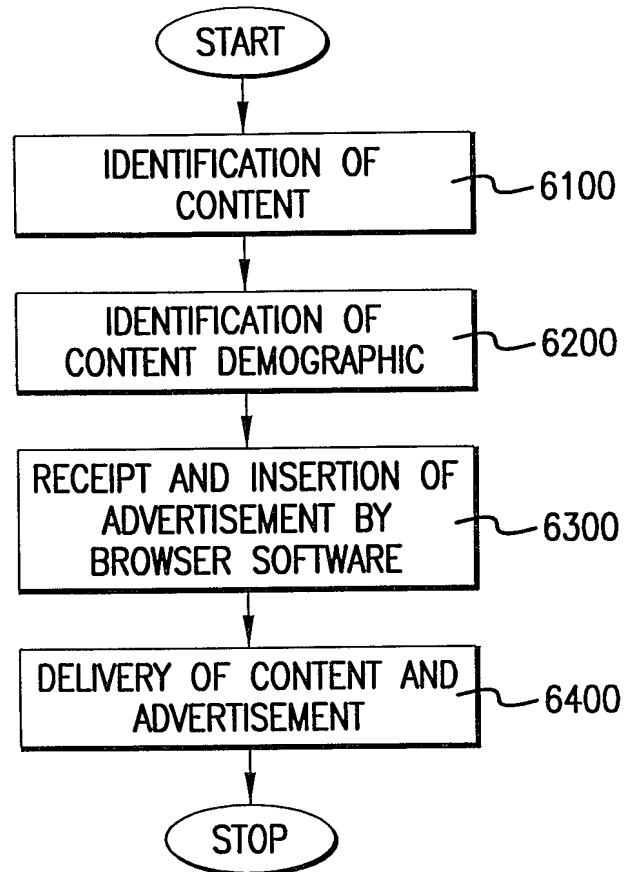 START
IDENTIFICATION OF
CONTENT
6100
IDENTIFICATION OF
CONTENT DEMOGRAPHIC
6200
RECEIPT AND INSERTION OF
ADVERTISEMENT BY
BROWSER SOFTWARE
6300
DELIVERY OF CONTENT AND
ADVERTISEMENT
6400
STOP